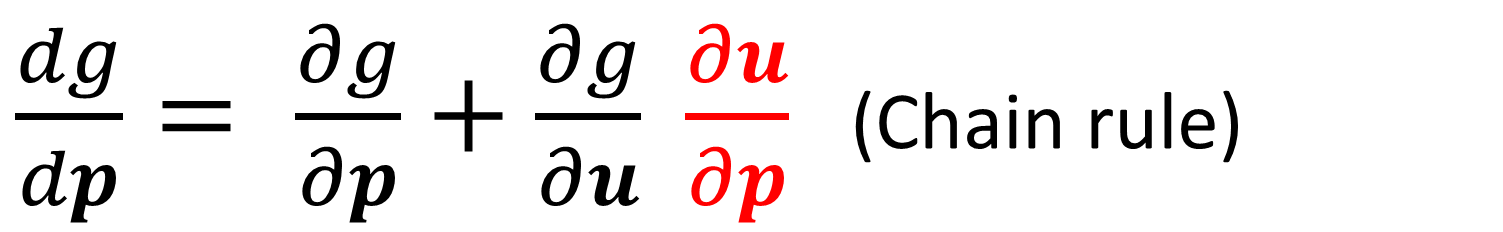 dg/d𝒑 = ∂g/∂𝒑 + ∂g/∂𝒖 ∂𝒖/∂𝒑 (Chain rule)